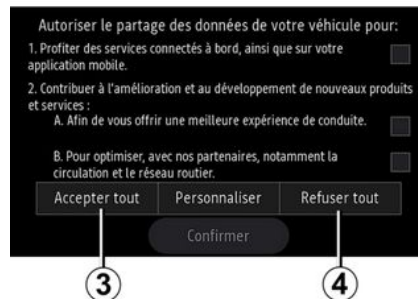 Autoriser le partage des données de votre véhicule pour:
1. Profiter des services connectés à bord, ainsi que sur votre
application mobile.
2. Contribuer à l'amélioration et au développement de nouveaux produits
et services :
A. Afin de vous offrir une meilleure expérience de conduite.
B. Pour optimiser, avec nos partenaires, notamment la
circulation et le réseau routier.
Accepter tout Personnaliser Refuser tout
Confirmer
3 4